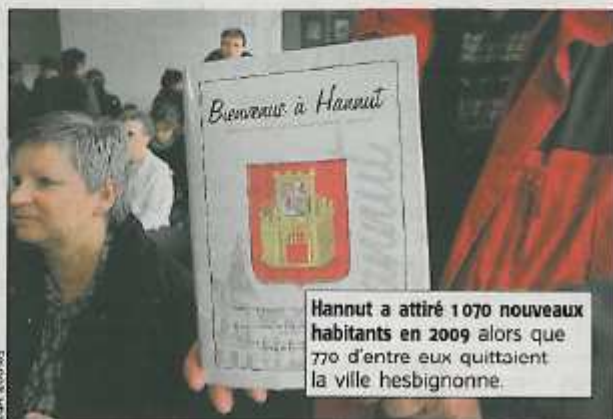 Bienvenue à Hannut
Hannut a attiré 1 070 nouveaux
habitants en 2009 alors que
770 d'entre eux quittaient
la ville hesbignonne.